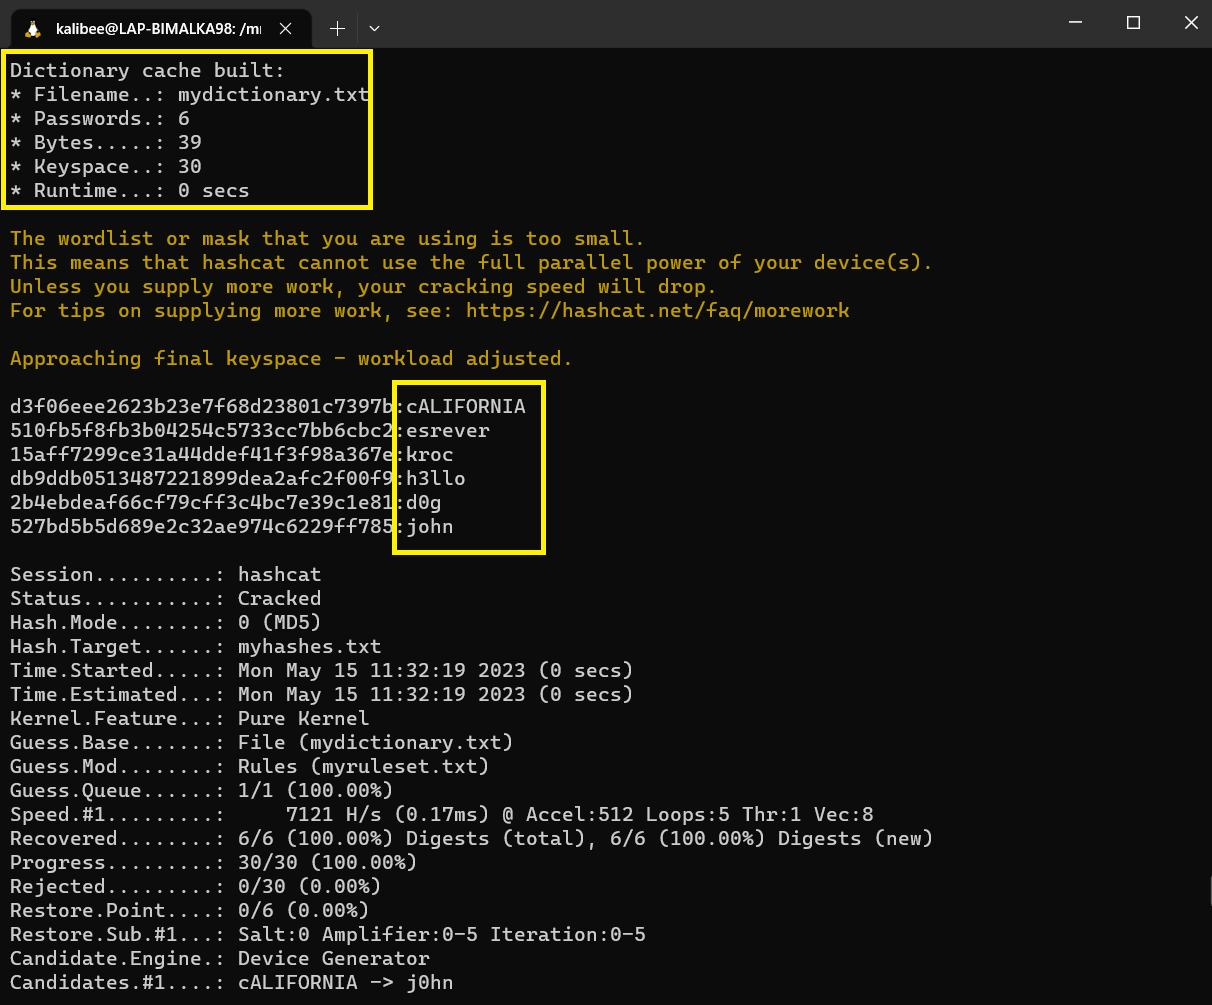 kalibee@LAP-BIMALKA98: /m
Dictionary cache built:
* Filename..: mydictionary.txt
* Passwords.: 6
* Bytes.....: 39
* Keyspace..: 30
* Runtime...: 0 secs
The wordlist or mask that you are using is too small.
This means that hashcat cannot use the full parallel power of your device(s).
Unless you supply more work, your cracking speed will drop.
For tips on supplying more work, see: https://hashcat.net/faq/morework
Approaching final keyspace - workload adjusted.
d3f06eee2623b23e7f68d23801c7397b:cALIFORNIA
510fb5f8fb3b04254c5733cc7bb6cbc2:esrever
15aff7299ce31a44ddef41f3f98a367e:kroc
db9ddb0513487221899dea2afc2f00f9:h3llo
2b4ebdeaf66cf79cff3c4bc7e39c1e81:d0g
527bd5b5d689e2c32ae974c6229ff785:john
Session..........: hashcat
Status...........: Cracked
Hash.Mode........: 0 (MD5)
Hash.Target......: myhashes.txt
Time.Started.....: Mon May 15 11:32:19 2023 (0 secs)
Time.Estimated...: Mon May 15 11:32:19 2023 (0 secs)
Kernel.Feature...: Pure Kernel
Guess.Base.......: File (mydictionary.txt)
Guess.Mod........: Rules (myruleset.txt)
Guess.Queue......: 1/1 (100.00%)
Speed.#1.........:     7121 H/s (0.17ms) @ Accel:512 Loops:5 Thr:1 Vec:8
Recovered........: 6/6 (100.00%) Digests (total), 6/6 (100.00%) Digests (new)
Progress.........: 30/30 (100.00%)
Rejected.........: 0/30 (0.00%)
Restore.Point....: 0/6 (0.00%)
Restore.Sub.#1...: Salt:0 Amplifier:0-5 Iteration:0-5
Candidate.Engine.: Device Generator
Candidates.#1....: cALIFORNIA -> j0hn